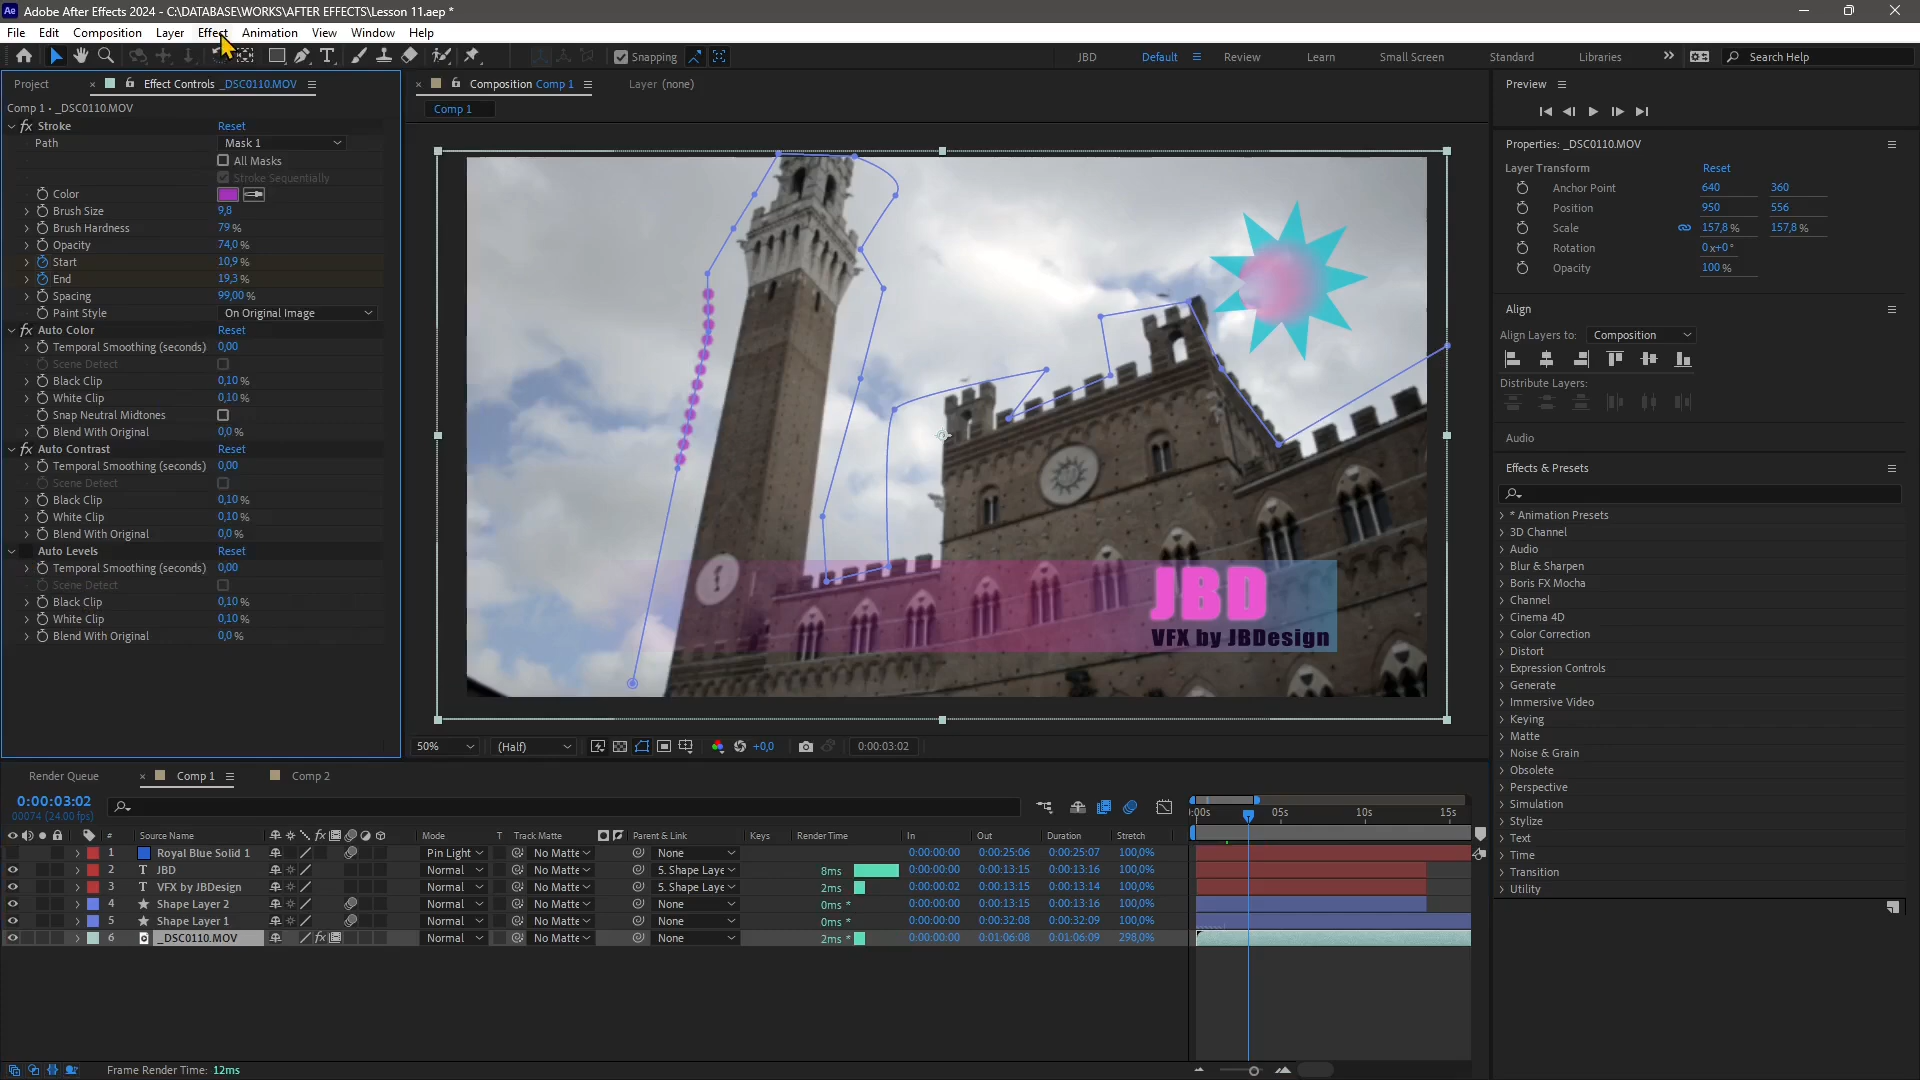 Ae Adobe After Effects 2024 - C:\DATABASE\WORKS\AFTER EFFECTS\Lesson 11.aep *
File Edit Composition Layer Effect Animation View Window Help
Snapping JBD Default Review Learn Small Screen Standard Libraries Search Help
Project Effect Controls _DSC0110.MOV
Comp 1 • _DSC0110.MOV
fx Stroke Reset
Path Mask 1
All Masks
Stroke Sequentially
Color
Brush Size 9,8
Brush Hardness 79 %
Opacity 74,0 %
Start 10,9 %
End 19,3 %
Spacing 99,00 %
Paint Style On Original Image
fx Auto Color Reset
Temporal Smoothing (seconds) 0,00
Scene Detect
Black Clip 0,10 %
White Clip 0,10 %
Snap Neutral Midtones
Blend With Original 0,0 %
fx Auto Contrast Reset
Temporal Smoothing (seconds) 0,00
Scene Detect
Black Clip 0,10 %
White Clip 0,10 %
Blend With Original 0,0 %
Auto Levels Reset
Temporal Smoothing (seconds) 0,00
Scene Detect
Black Clip 0,10 %
White Clip 0,10 %
Blend With Original 0,0 %
Composition Comp 1 Layer (none)
Comp 1
JBD
VFX by JBDesign
50% (Half) +0,0 0:00:03:02
Preview
Properties: _DSC0110.MOV
Layer Transform Reset
Anchor Point 640 360
Position 950 556
Scale 157,8 % 157,8 %
Rotation 0x+0°
Opacity 100 %
Align
Align Layers to: Composition
Distribute Layers:
Audio
Effects & Presets
* Animation Presets
3D Channel
Audio
Blur & Sharpen
Boris FX Mocha
Channel
Cinema 4D
Color Correction
Distort
Expression Controls
Generate
Immersive Video
Keying
Matte
Noise & Grain
Obsolete
Perspective
Simulation
Stylize
Text
Time
Transition
Utility
Render Queue Comp 1 Comp 2
0:00:03:02
00074 (24.00 fps)
:00s 05s 10s 15s
# Source Name fx Mode T Track Matte Parent & Link Keys Render Time In Out Duration Stretch
1 Royal Blue Solid 1 Pin Light No Matte None 0:00:00:00 0:00:25:06 0:00:25:07 100,0%
2 T JBD Normal No Matte 5. Shape Laye 8ms 0:00:00:00 0:00:13:15 0:00:13:16 100,0%
3 T VFX by JBDesign Normal No Matte 5. Shape Laye 2ms 0:00:00:02 0:00:13:15 0:00:13:14 100,0%
4 Shape Layer 2 Normal No Matte None 0ms * 0:00:00:00 0:00:13:15 0:00:13:16 100,0%
5 Shape Layer 1 Normal No Matte None 0ms * 0:00:00:00 0:00:32:08 0:00:32:09 100,0%
6 _DSC0110.MOV fx Normal No Matte None 2ms * 0:00:00:00 0:01:06:08 0:01:06:09 298,0%
Frame Render Time: 12ms